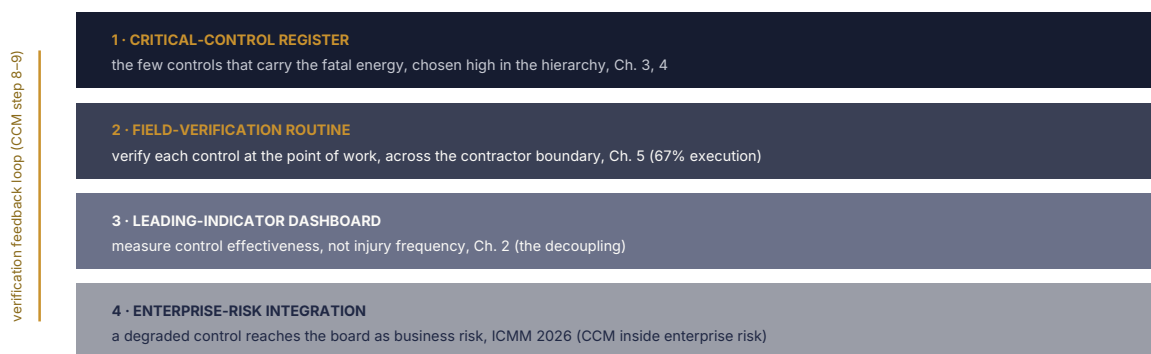 verification feedback loop (CCM step 8–9)
1 · CRITICAL-CONTROL REGISTER
the few controls that carry the fatal energy, chosen high in the hierarchy, Ch. 3, 4
2 · FIELD-VERIFICATION ROUTINE
verify each control at the point of work, across the contractor boundary, Ch. 5 (67% execution)
3 · LEADING-INDICATOR DASHBOARD
measure control effectiveness, not injury frequency, Ch. 2 (the decoupling)
4 · ENTERPRISE-RISK INTEGRATION
a degraded control reaches the board as business risk, ICMM 2026 (CCM inside enterprise risk)